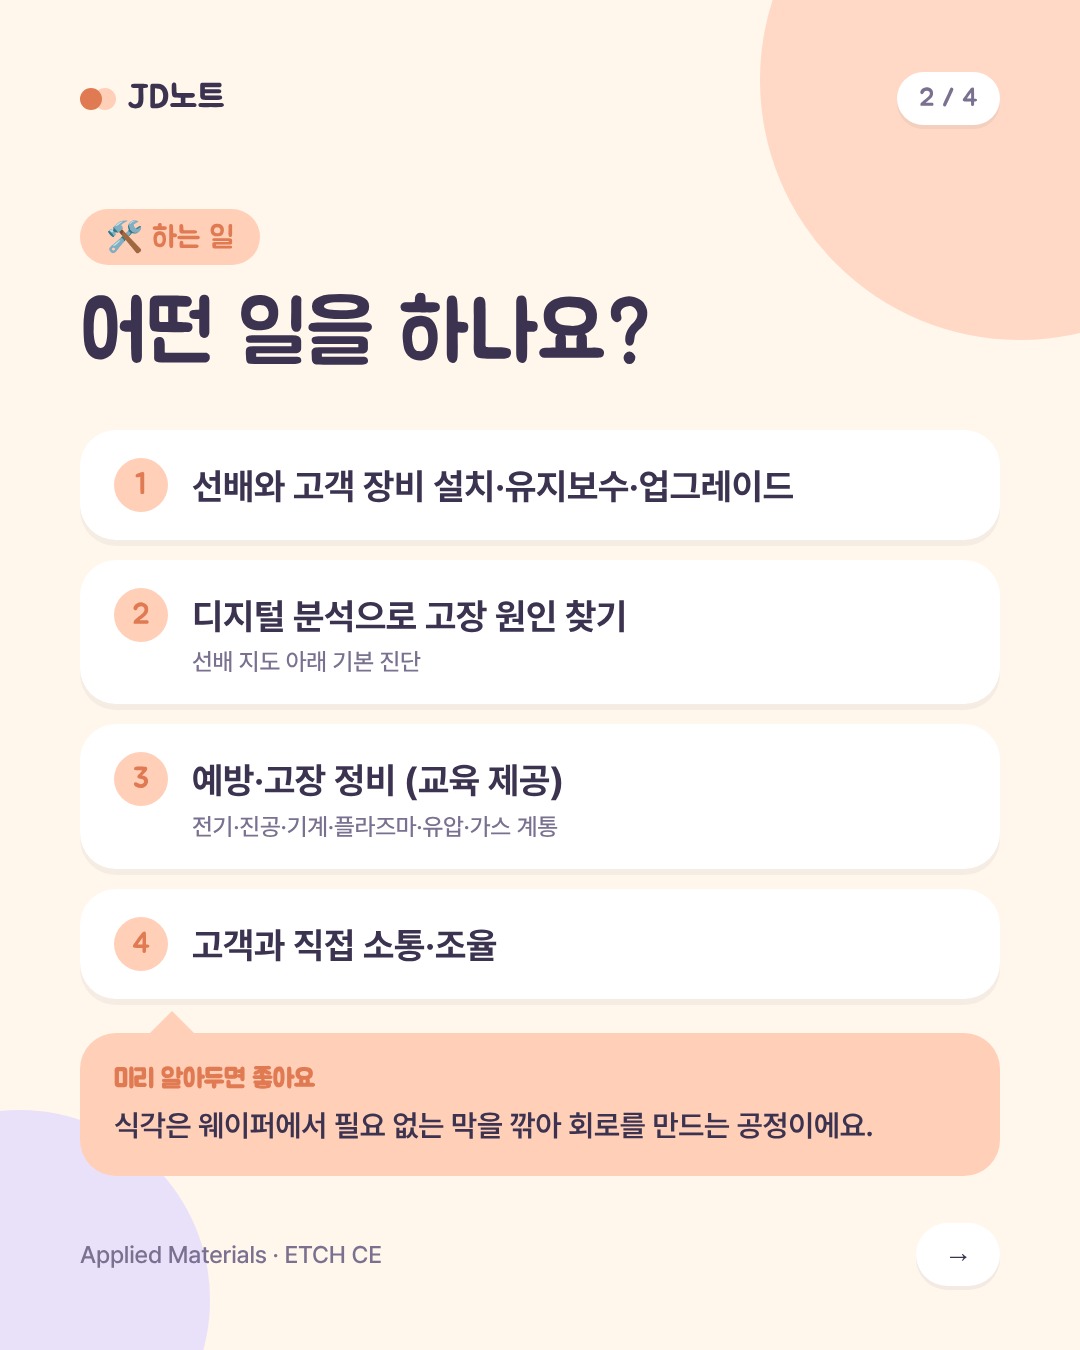 JD노트
2 / 4
🛠️ 하는 일
어떤 일을 하나요?
1 선배와 고객 장비 설치·유지보수·업그레이드
2 디지털 분석으로 고장 원인 찾기
선배 지도 아래 기본 진단
3 예방·고장 정비 (교육 제공)
전기·진공·기계·플라즈마·유압·가스 계통
4 고객과 직접 소통·조율
미리 알아두면 좋아요
식각은 웨이퍼에서 필요 없는 막을 깎아 회로를 만드는 공정이에요.
Applied Materials · ETCH CE
→